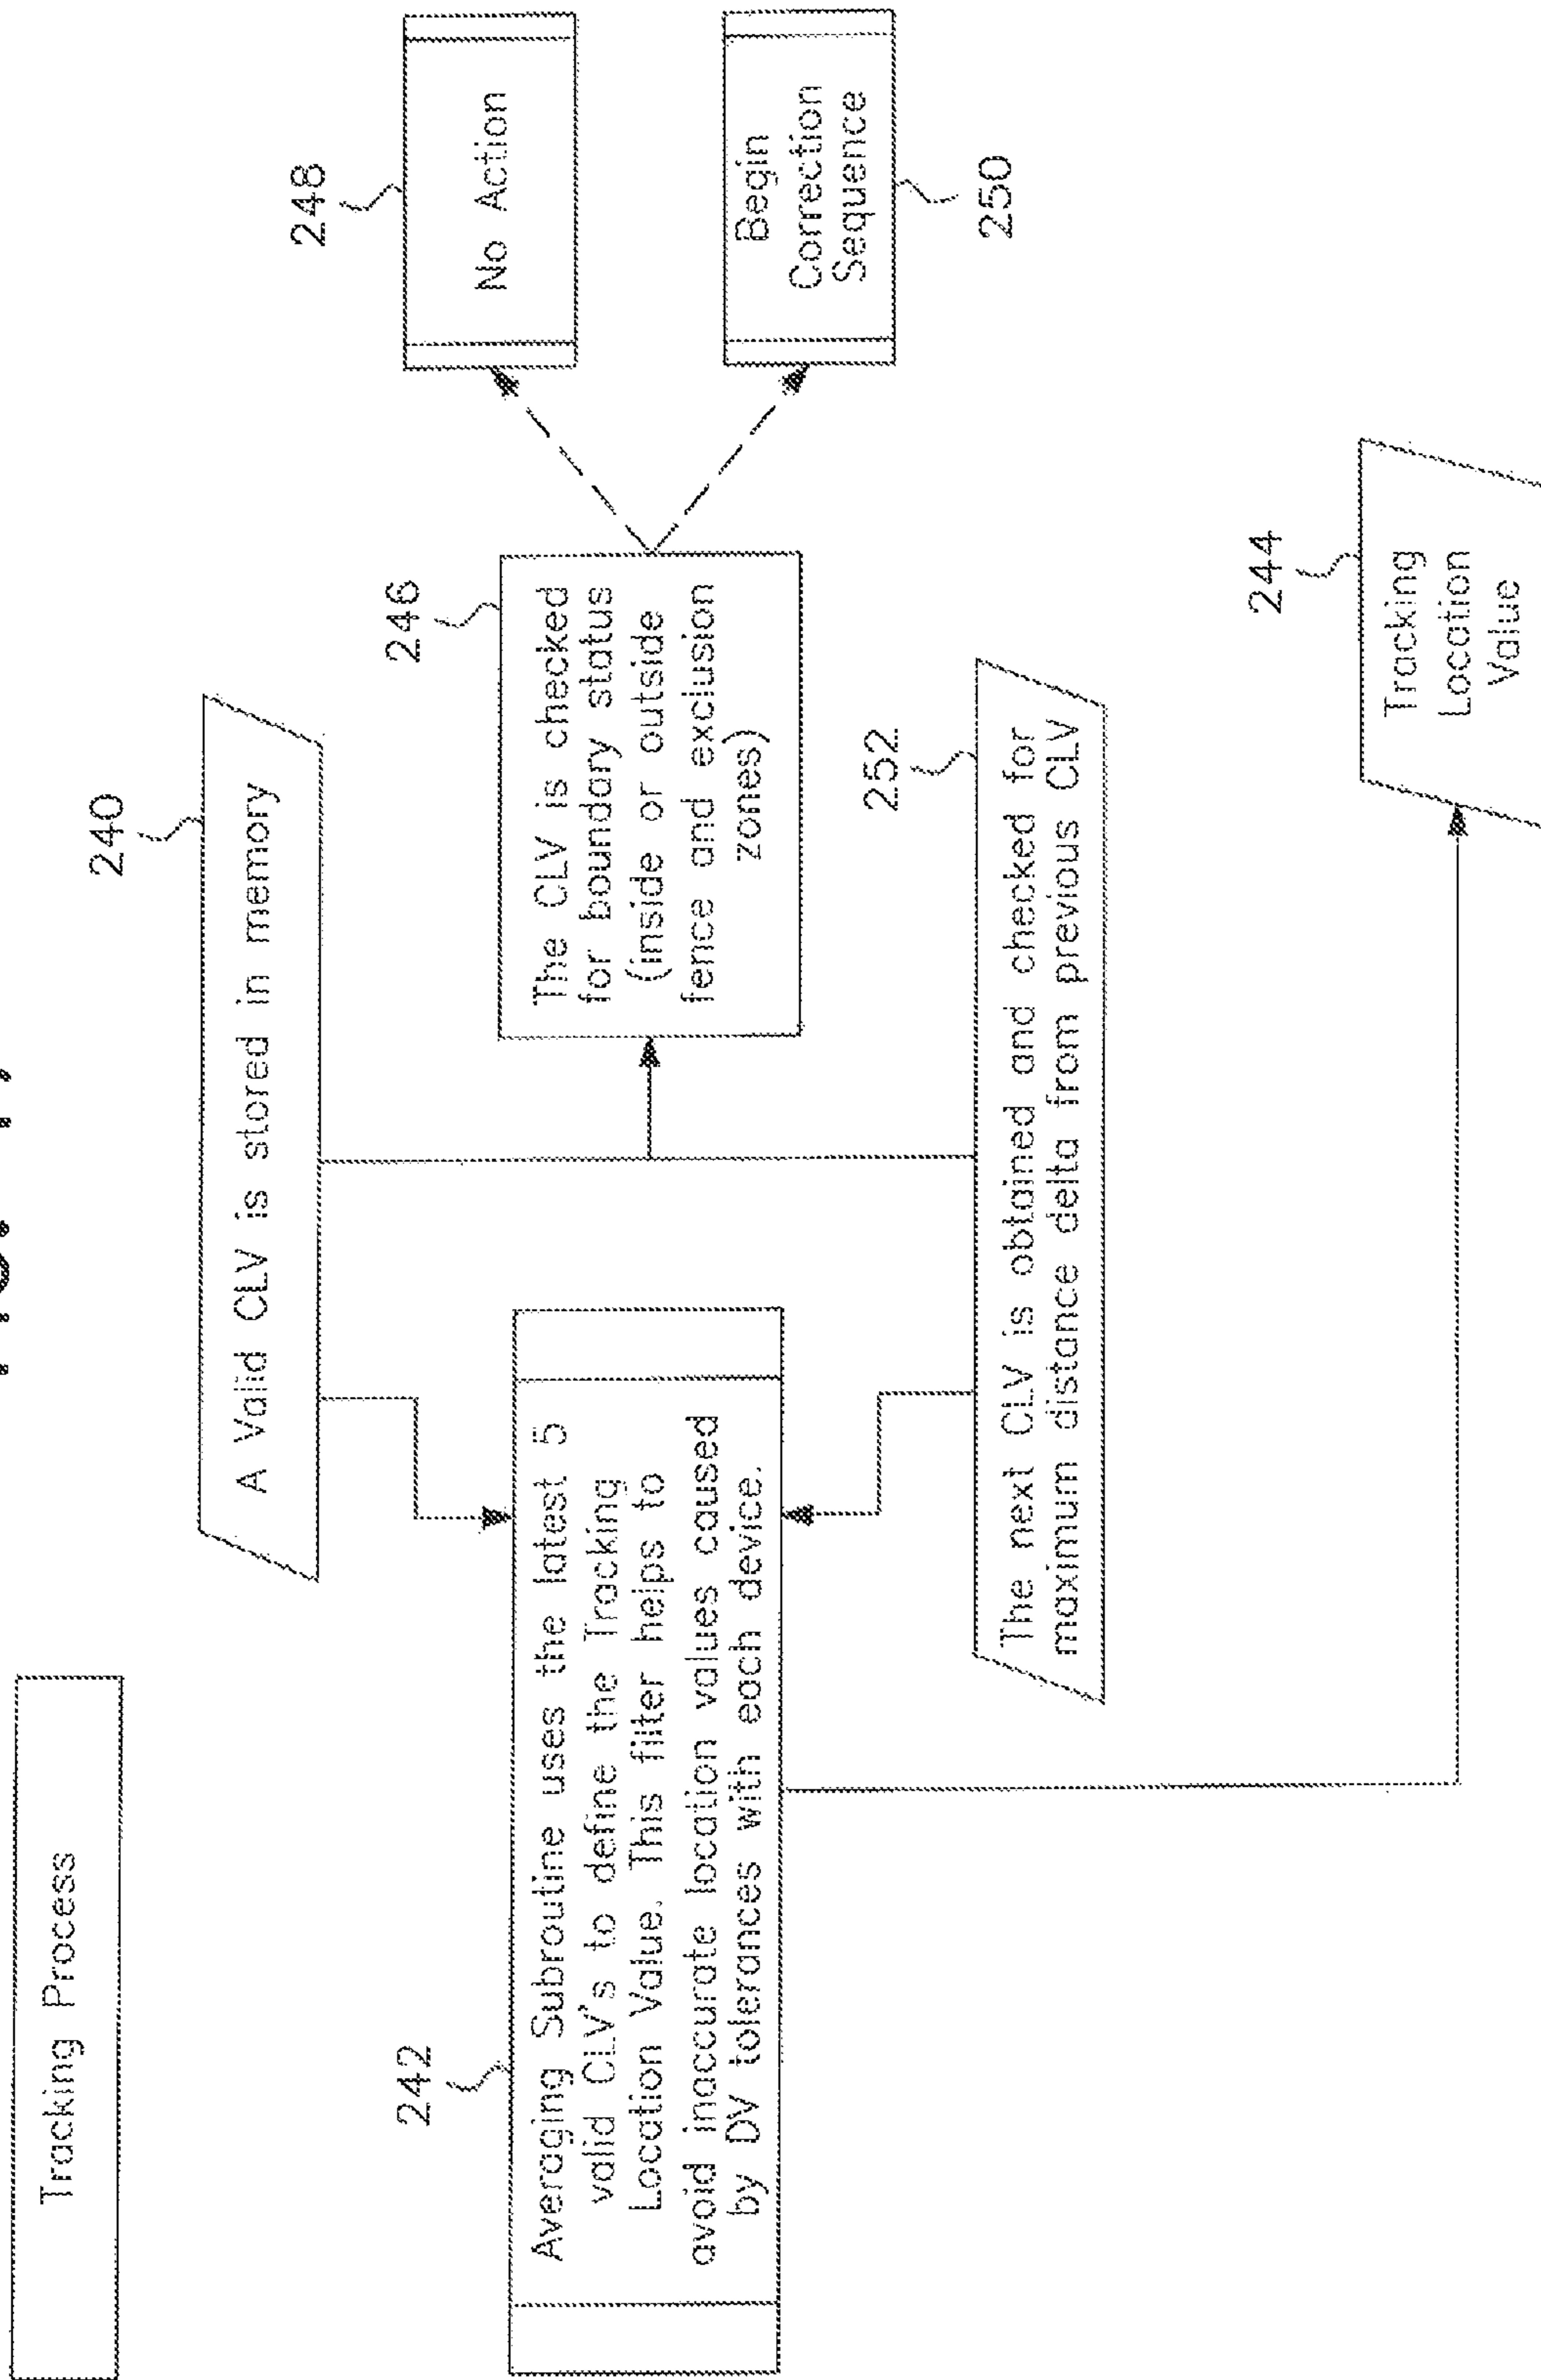 Tracking Process
240
A Valid CLV is stored in memory
242
Averaging Subroutine uses the latest 5
valid CLV's to define the Tracking
Location Value. This filter helps to
avoid inaccurate location values caused
by DV tolerances with each device.
246
The CLV is checked
for boundary status
(inside or outside
fence and exclusion
zones)
248
No Action
Begin
Correction
Sequence
250
252
The next CLV is obtained and checked for
maximum distance delta from previous CLV
244
Tracking
Location
Value